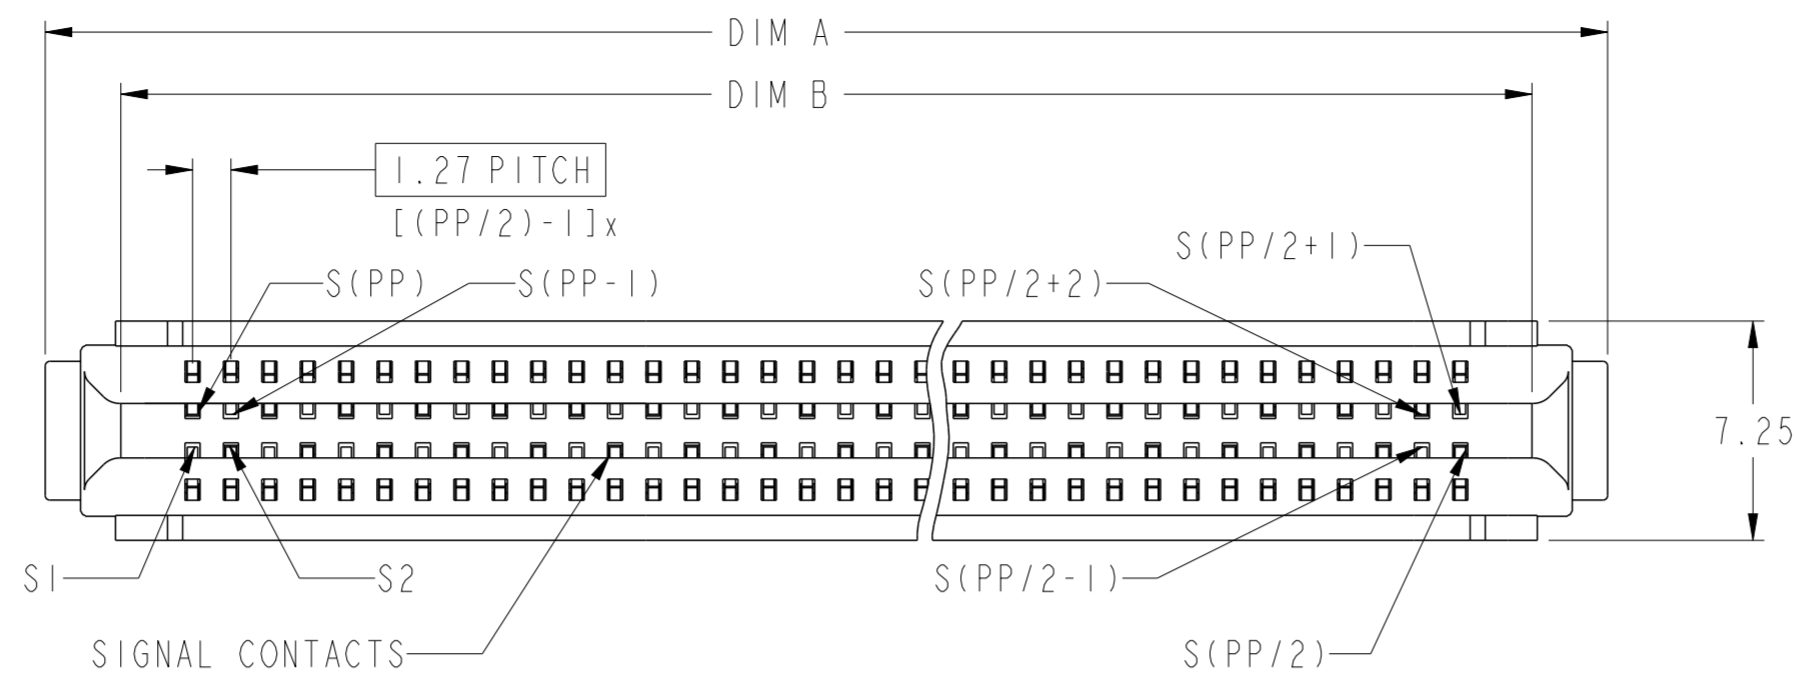 DIM A
DIM B
1.27 PITCH
[(PP/2)-1]x
S(PP/2+1)
S(PP)
S(PP-1)
S(PP/2+2)
7.25
S1
S2
S(PP/2-1)
SIGNAL CONTACTS
S(PP/2)